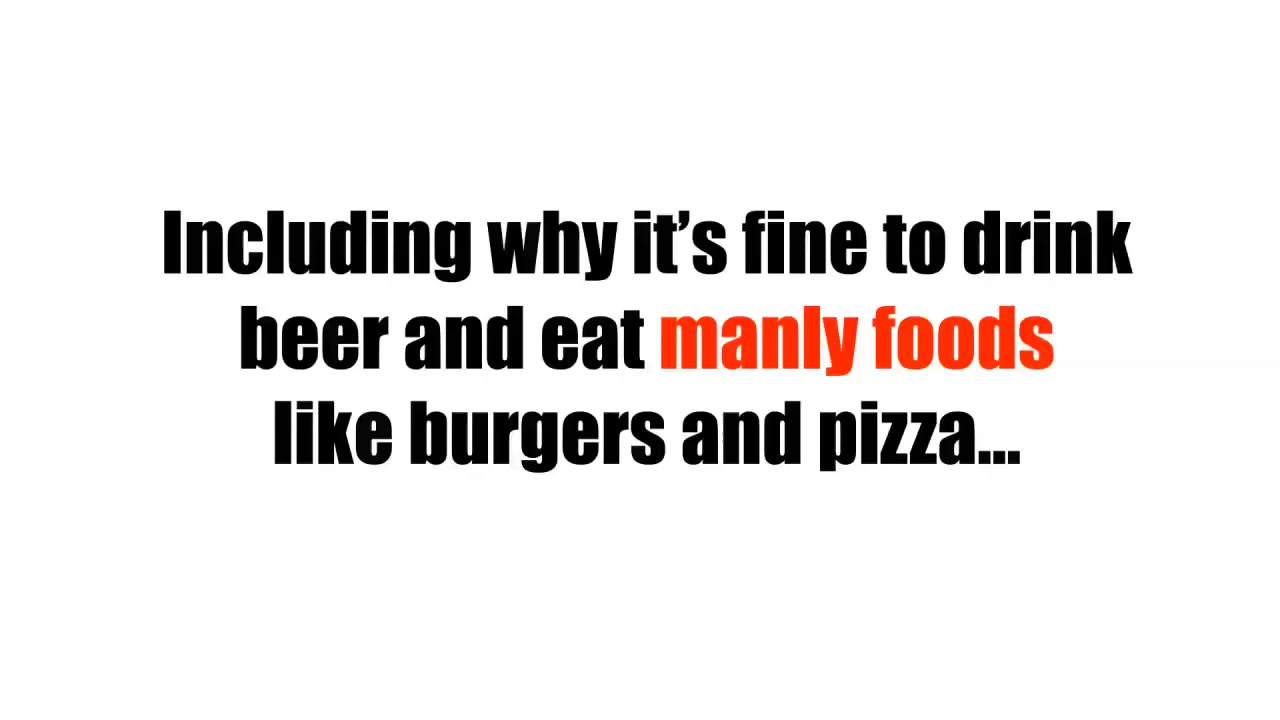 Including why it’s fine to drink
beer and eat manly foods
like burgers and pizza...